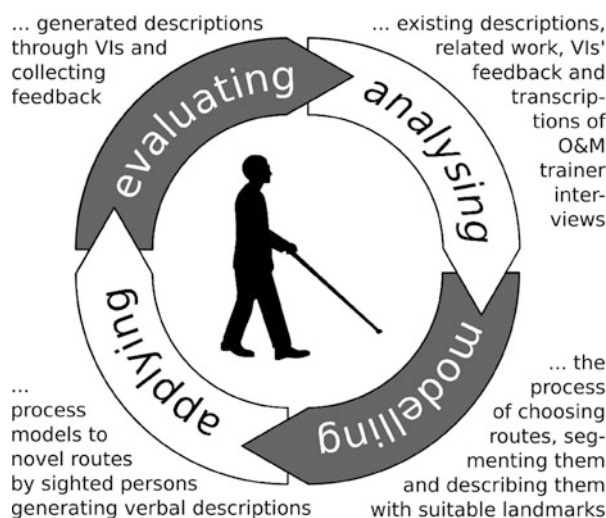 ... generated descriptions
through VIs and
collecting
feedback
evaluating
... existing descriptions,
related work, VIs'
feedback and
transcrip-
tions of
O&M
trainer
inter-
views
analysing
modelling
... the
process
of choosing
routes, seg-
menting them
and describing them
with suitable landmarks
applying
...
process
models to
novel routes
by sighted persons
generating verbal descriptions